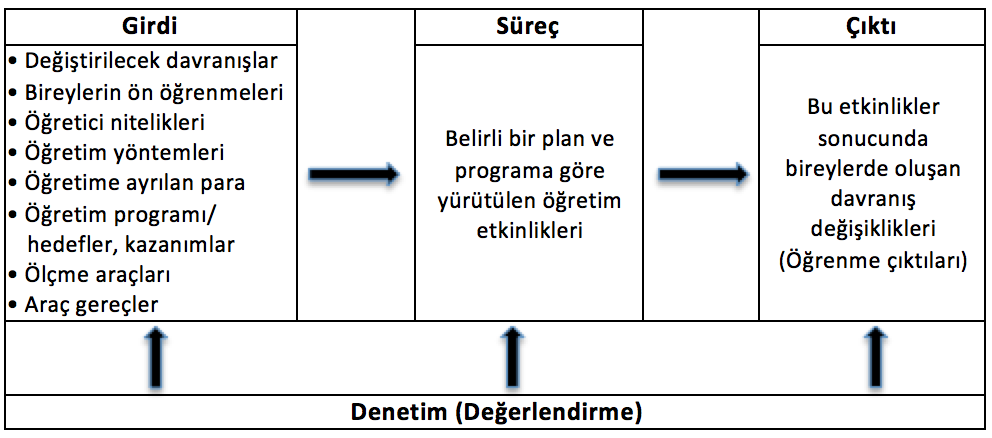 Girdi
• Değiştirilecek davranışlar
• Bireylerin ön öğrenmeleri
• Öğretici nitelikleri
• Öğretim yöntemleri
• Öğretime ayrılan para
• Öğretim programı/
hedefler, kazanımlar
• Ölçme araçları
• Araç gereçler
Süreç
Belirli bir plan ve
programa göre
yürütülen öğretim
etkinlikleri
Çıktı
Bu etkinlikler
sonucunda
bireylerde oluşan
davranış
değişiklikleri
(Öğrenme çıktıları)
Denetim (Değerlendirme)